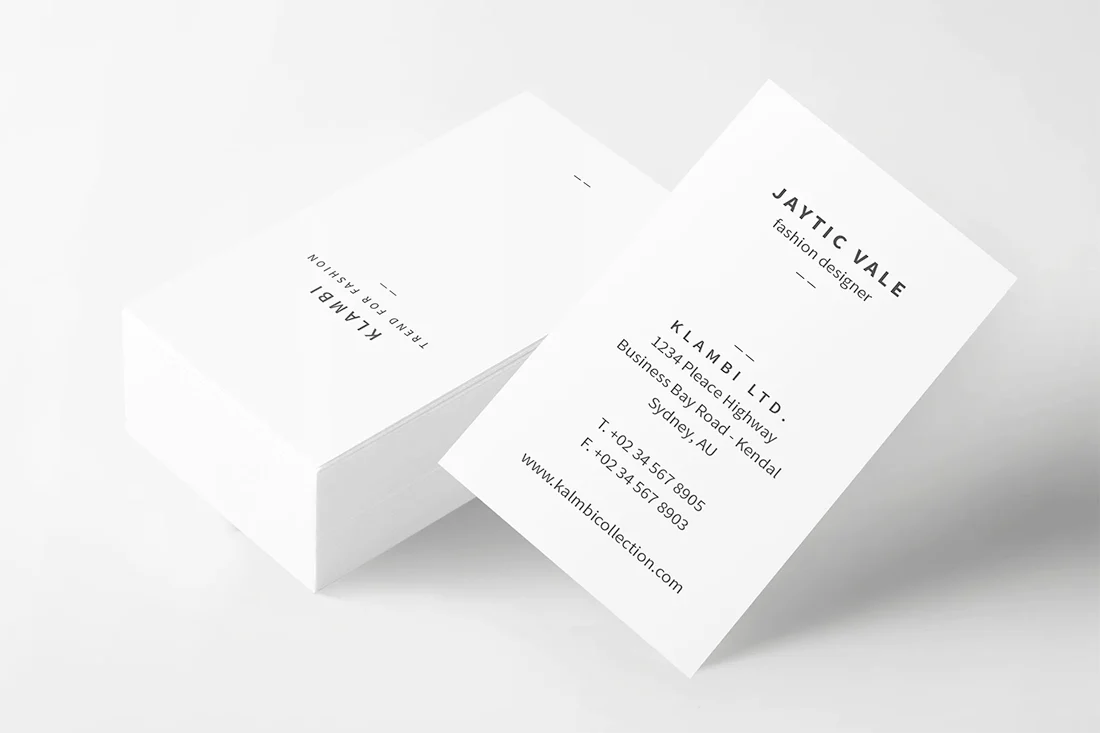 KLAMBI
TREND FOR FASHION
JAYTIC VALE
fashion designer
KLAMBI LTD.
1234 Pleace Highway
Business Bay Road - Kendal
Sydney, AU
T. +02 34 567 8905
F. +02 34 567 8903
www.kalmbicollection.com